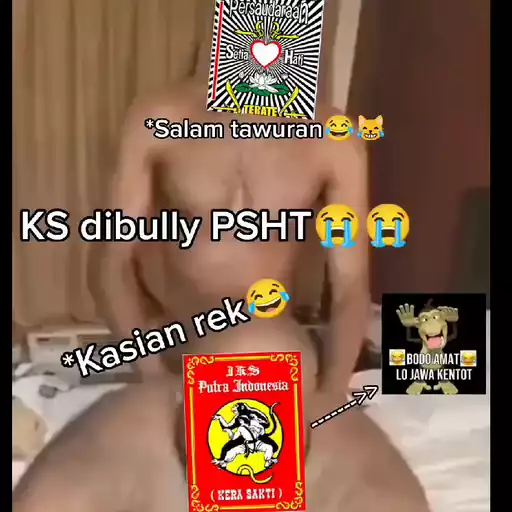 Persaudaraan
Setia Hati
TERATE
*Salam tawuran😂😹
KS dibully PSHT😭😭
*Kasian rek😂
😂BODO AMAT😂
LO JAWA KENTOT
IKS
Putra Indonesia
( KERA SAKTI )